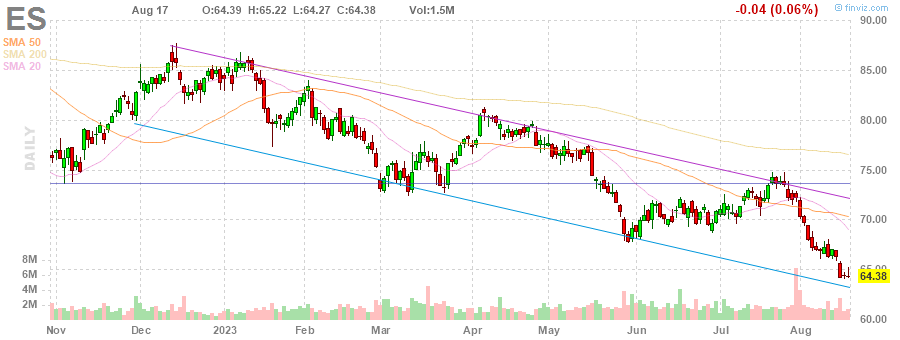 ES Aug 17 O:64.39 H:65.22 L:64.27 C:64.38 Vol:1.5M -0.04 (0.06%) © finviz.com
SMA 50
SMA 200
SMA 20
DAILY
90.00
85.00
80.00
75.00
70.00
65.00
64.38
60.00
8M
6M
4M
2M
Nov Dec 2023 Feb Mar Apr May Jun Jul Aug